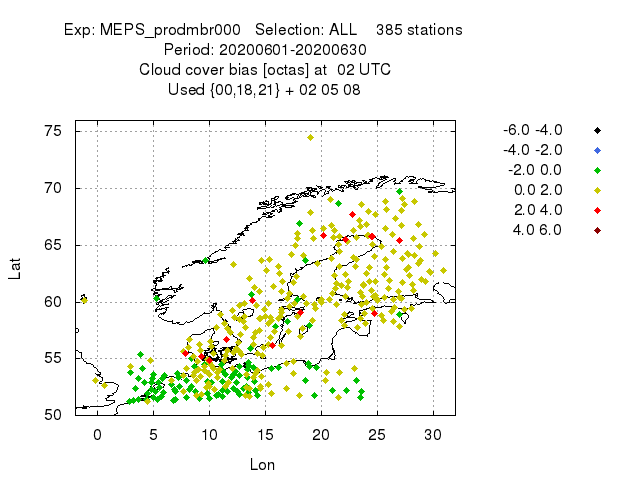 Exp: MEPS_prodmbr000 Selection: ALL 385 stations
Period: 20200601-20200630
Cloud cover bias [octas] at 02 UTC
Used {00,18,21} + 02 05 08
-6.0 -4.0
-4.0 -2.0
-2.0 0.0
0.0 2.0
2.0 4.0
4.0 6.0
75
70
65
60
55
50
Lat
0 5 10 15 20 25 30
Lon